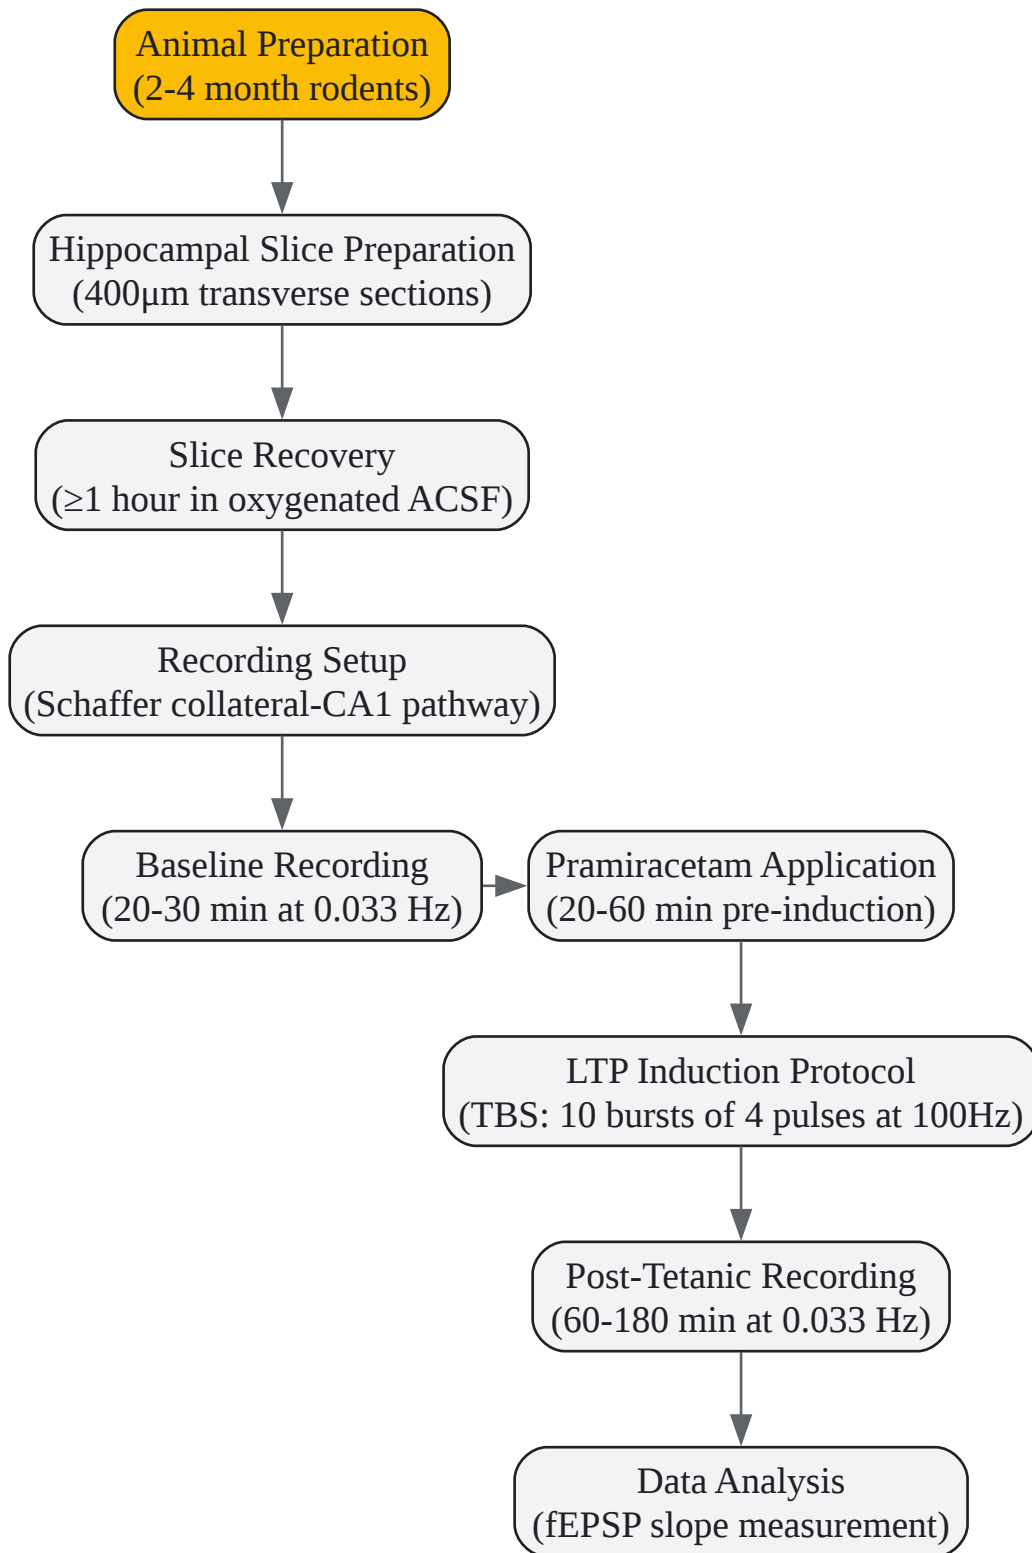 Animal Preparation
(2-4 month rodents)
Hippocampal Slice Preparation
(400μm transverse sections)
Slice Recovery
(≥1 hour in oxygenated ACSF)
Recording Setup
(Schaffer collateral-CA1 pathway)
Baseline Recording
(20-30 min at 0.033 Hz)
Pramiracetam Application
(20-60 min pre-induction)
LTP Induction Protocol
(TBS: 10 bursts of 4 pulses at 100Hz)
Post-Tetanic Recording
(60-180 min at 0.033 Hz)
Data Analysis
(fEPSP slope measurement)